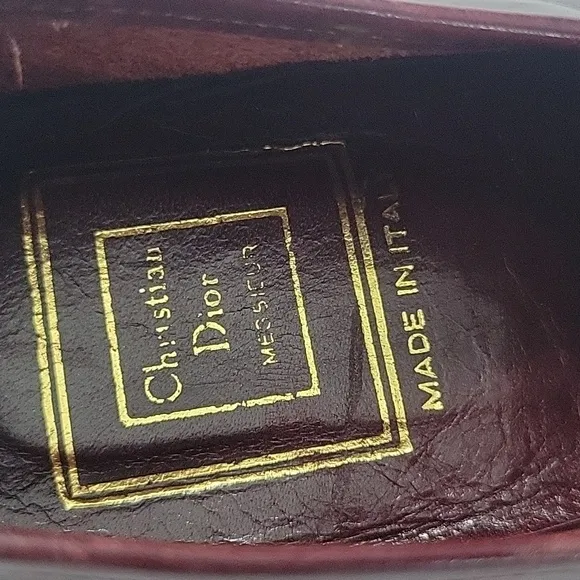 Christian
Dior
MESSIEUR
MADE IN ITAL